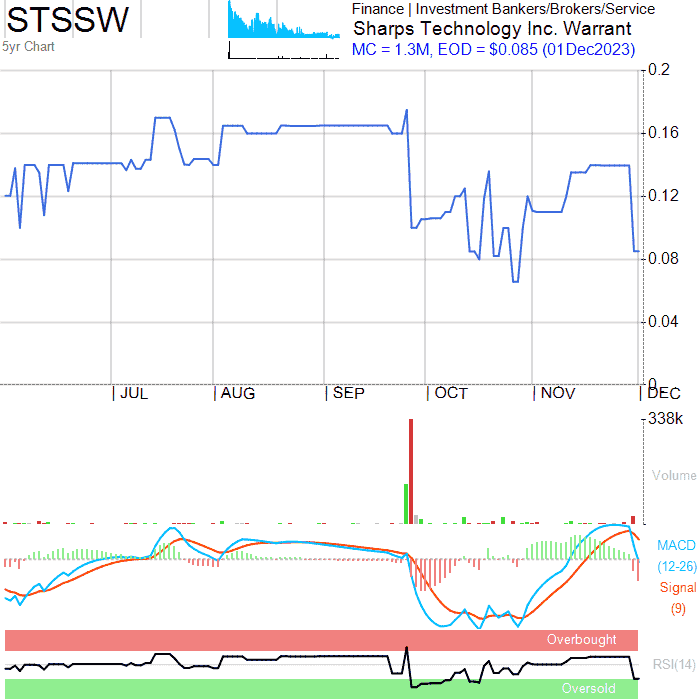 STSSW
5yr Chart
Finance | Investment Bankers/Brokers/Service
Sharps Technology Inc. Warrant
MC = 1.3M, EOD = $0.085 (01Dec2023)
0.2
0.16
0.12
0.08
0.04
0
JUL
AUG
SEP
OCT
NOV
DEC
338k
Volume
MACD
(12-26)
Signal
(9)
Overbought
RSI(14)
Oversold